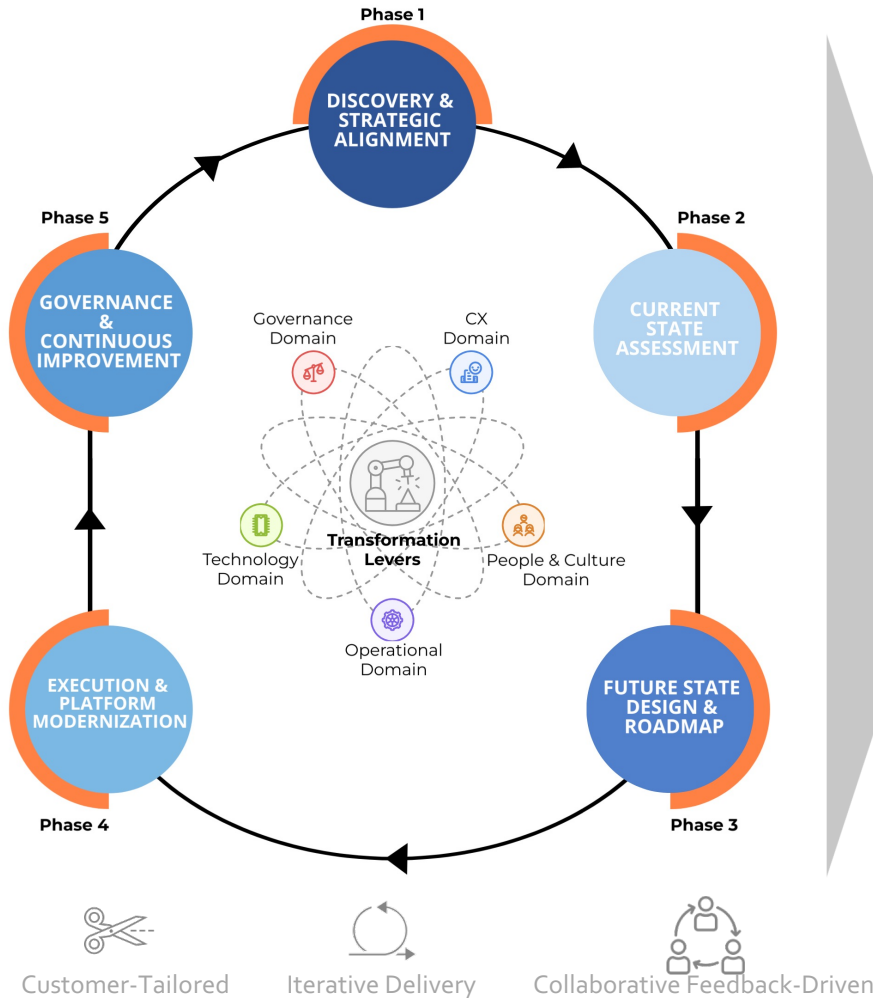 Phase 1
DISCOVERY &
STRATEGIC
ALIGNMENT
Phase 5
Phase 2
GOVERNANCE
&
CONTINUOUS
IMPROVEMENT
CURRENT
STATE
ASSESSMENT
Governance
Domain
CX
Domain
Transformation
Levers
Technology
Domain
People & Culture
Domain
Operational
Domain
EXECUTION &
PLATFORM
MODERNIZATION
FUTURE STATE
DESIGN &
ROADMAP
Phase 4
Phase 3
Customer-Tailored
Iterative Delivery
Collaborative Feedback-Driven